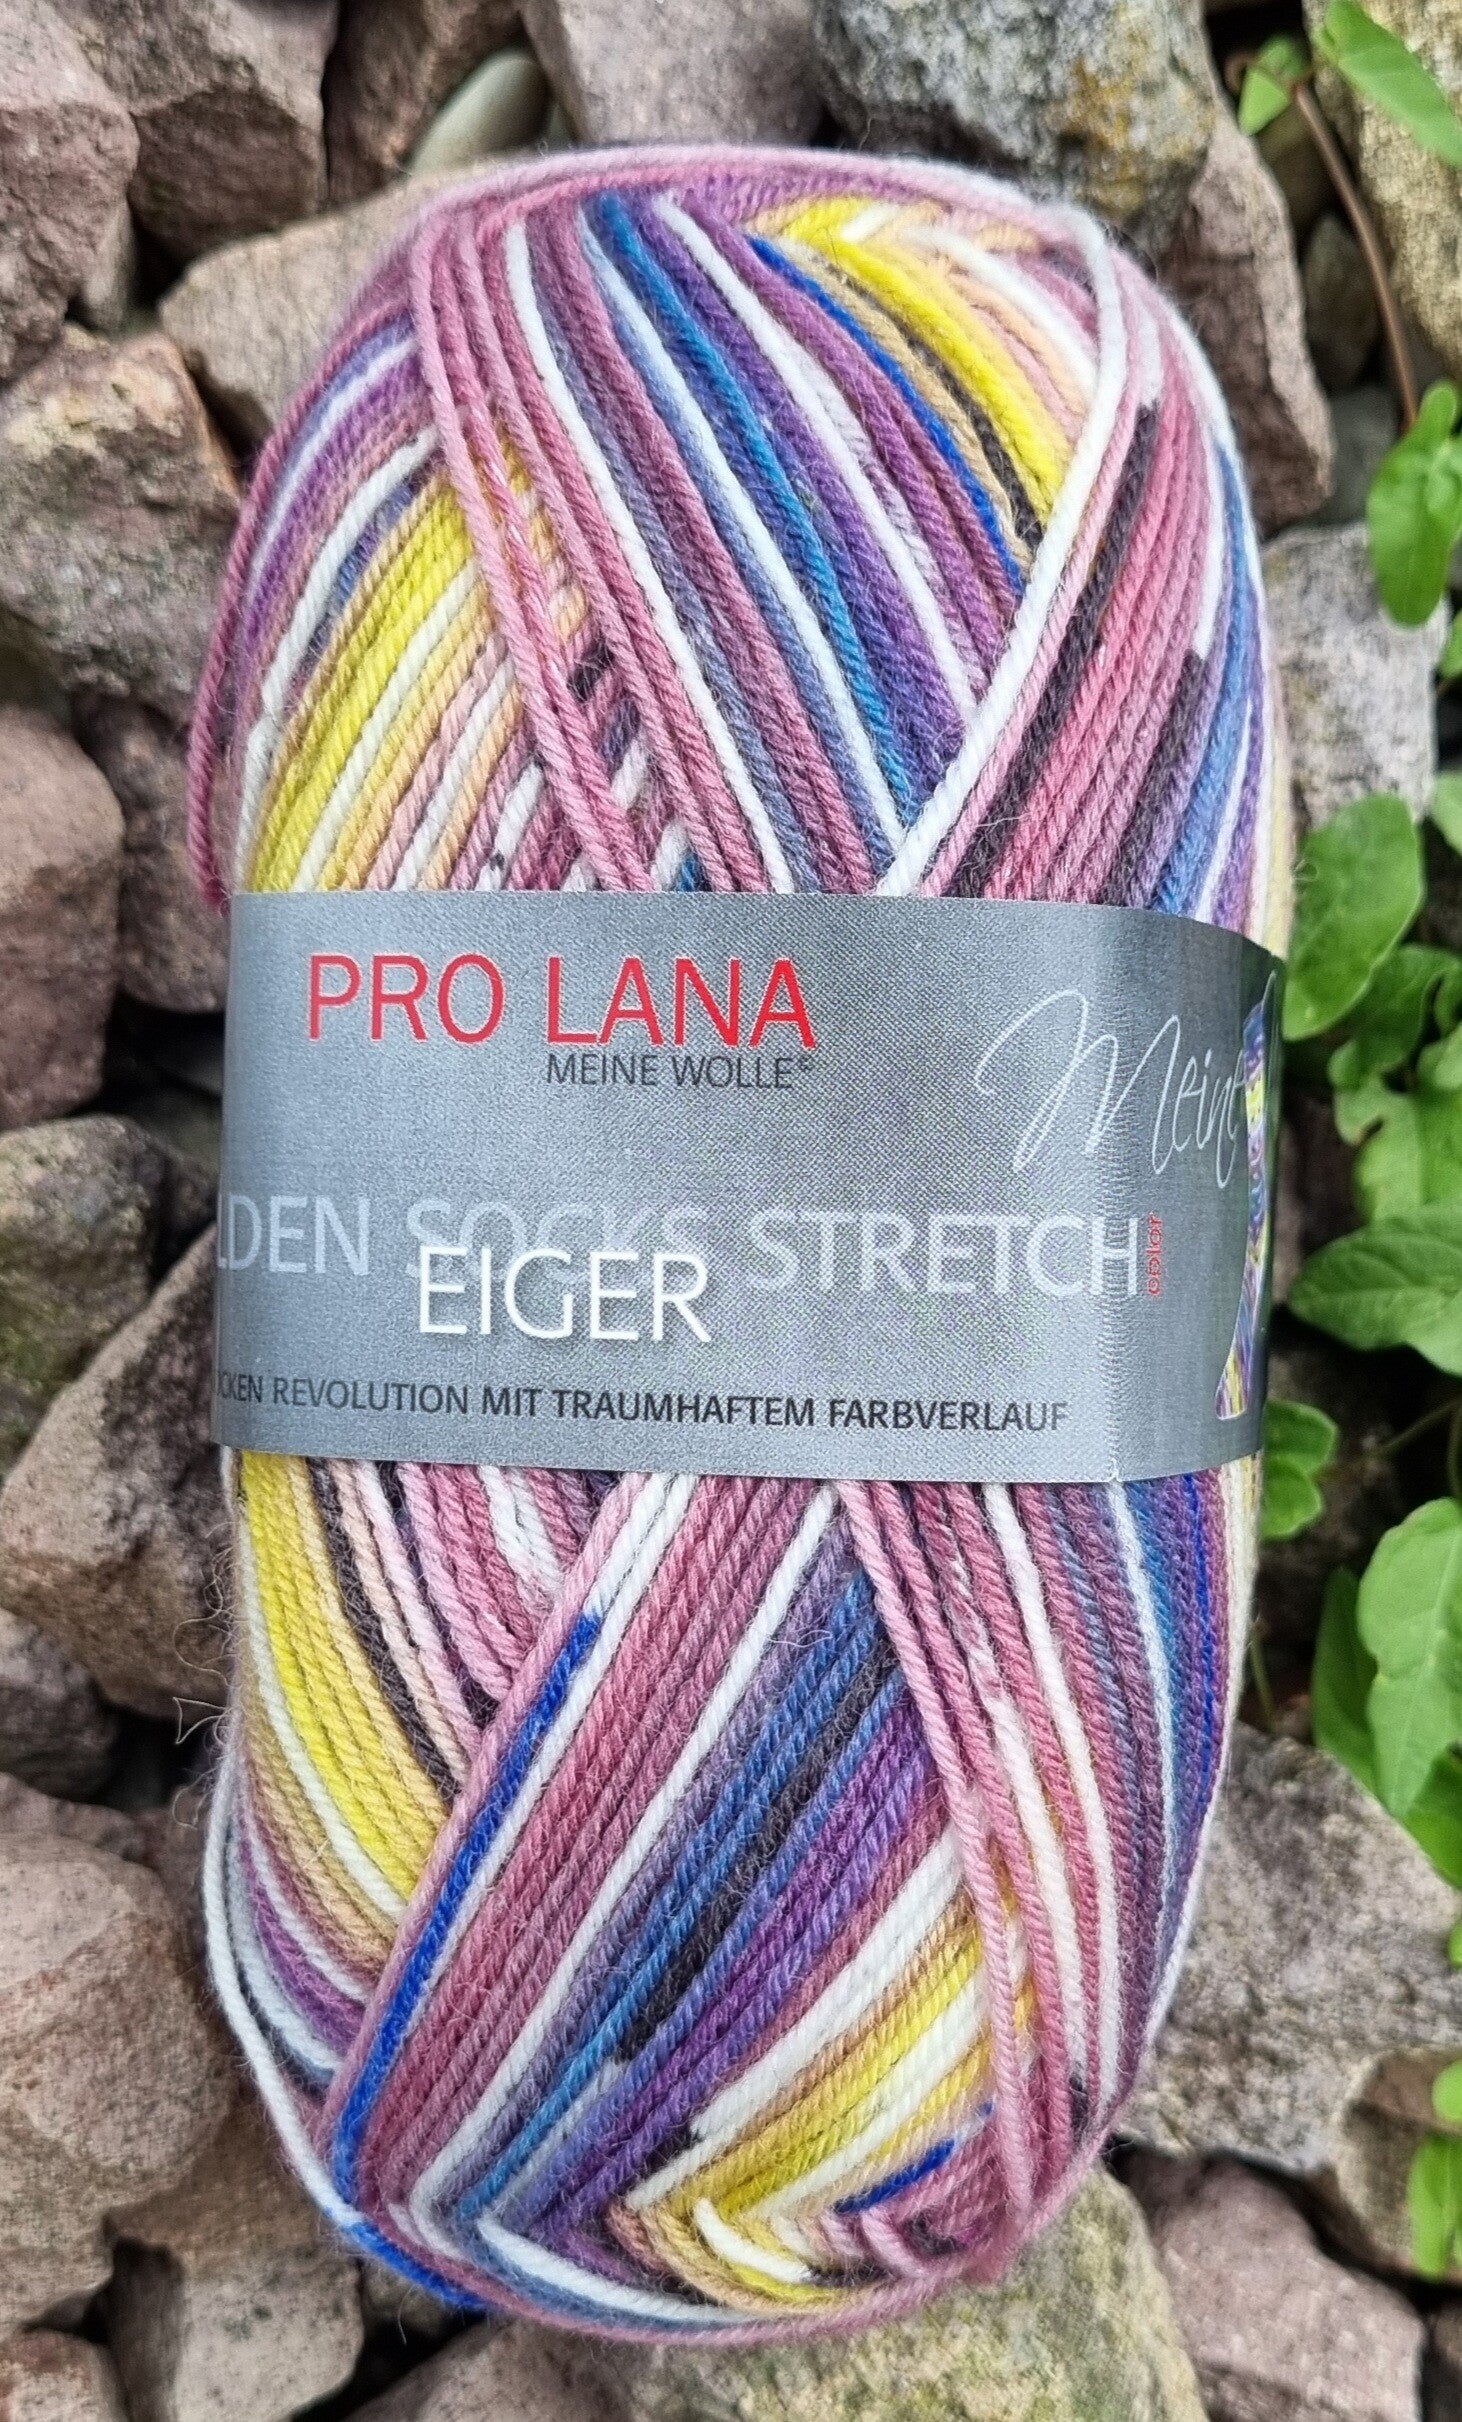 PRO LANA
MEINE WOLLE®
LDEN SOCKS STRETCH color
EIGER
CKEN REVOLUTION MIT TRAUMHAFTEM FARBVERLAUF
Meine